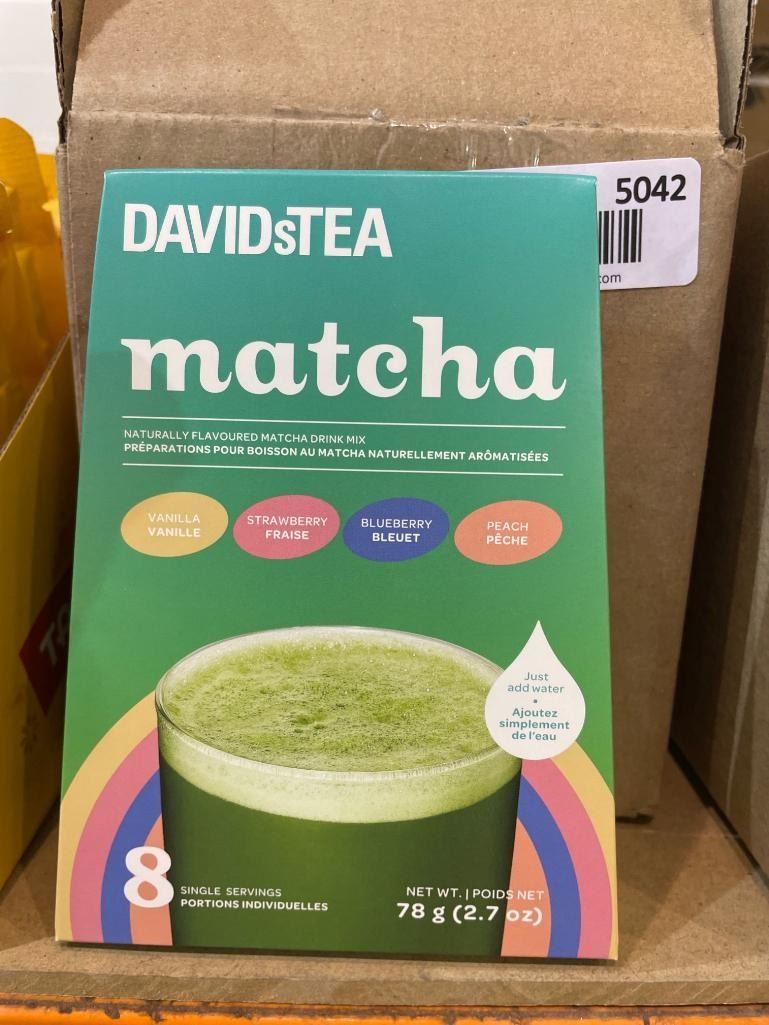 5042
DAVIDsTEA
com
matcha
NATURALLY FLAVOURED MATCHA DRINK MIX
PRÉPARATIONS POUR BOISSON AU MATCHA NATURELLEMENT ARÔMATISÉES
VANILLA
VANILLE
STRAWBERRY
FRAISE
BLUEBERRY
BLEUET
PEACH
PÊCHE
Just
add water
•
Ajoutez
simplement
de l'eau
8
SINGLE SERVINGS
PORTIONS INDIVIDUELLES
NET WT. | POIDS NET
78 g (2.7 oz)